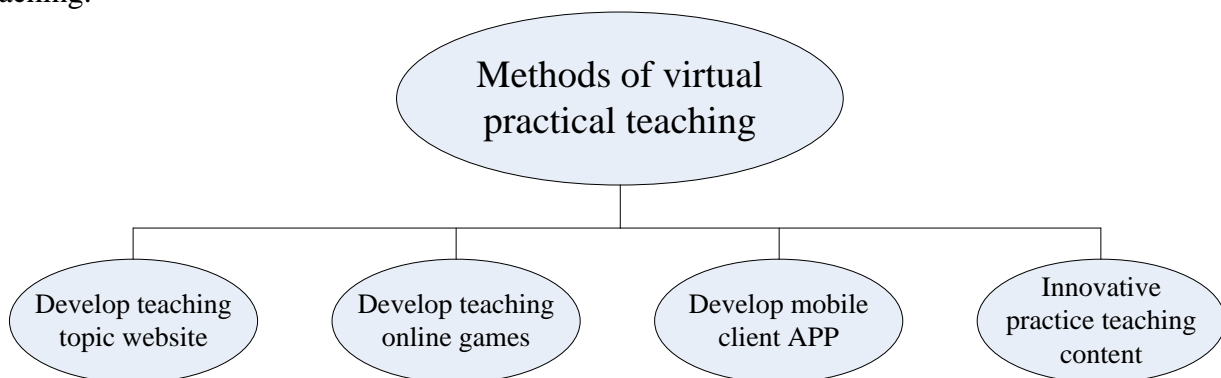 Methods of virtual
practical teaching
Develop teaching
topic website
Develop teaching
online games
Develop mobile
client APP
Innovative
practice teaching
content